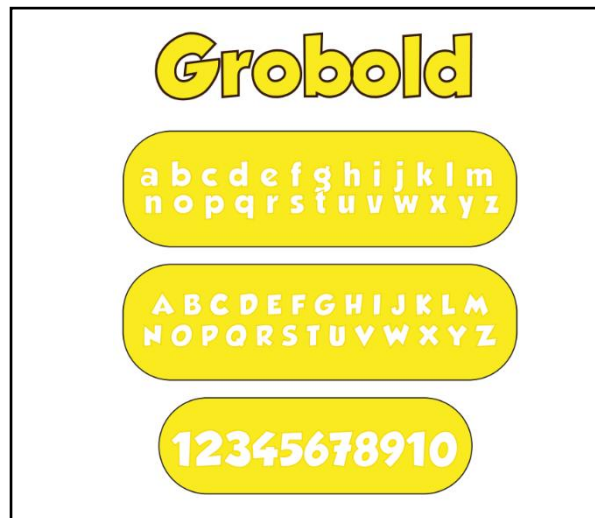 Grobold
a b c d e f g h i j k l m
n o p q r s t u v w x y z
A B C D E F G H I J K L M
N O P Q R S T U V W X Y Z
12345678910